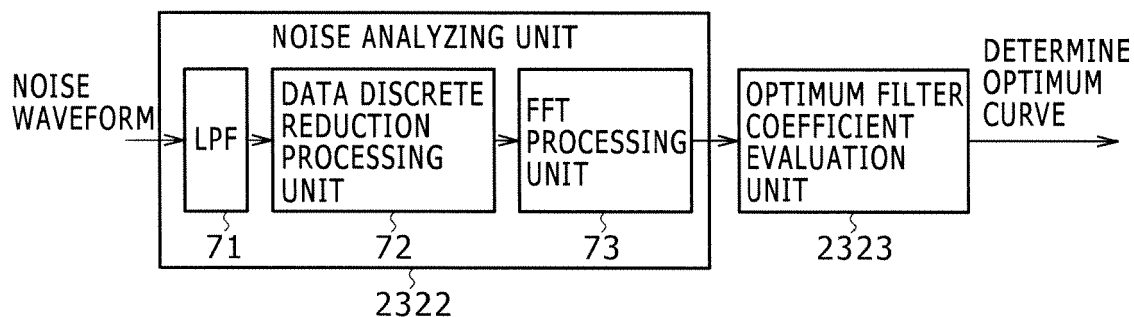 NOISE ANALYZING UNIT
NOISE
WAVEFORM
LPF
DATA DISCRETE
REDUCTION
PROCESSING
UNIT
FFT
PROCESSING
UNIT
OPTIMUM FILTER
COEFFICIENT
EVALUATION
UNIT
DETERMINE
OPTIMUM
CURVE
71
72
73
2323
2322